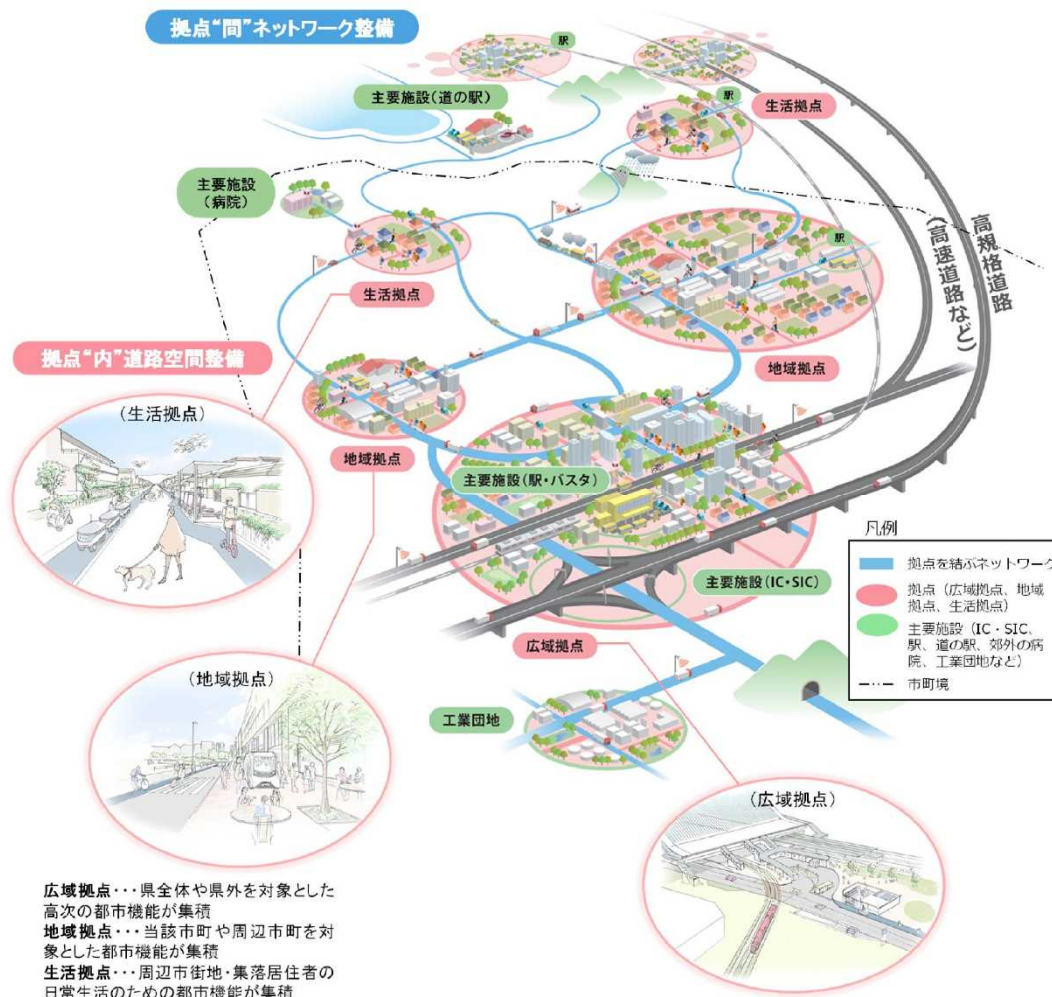 拠点“間”ネットワーク整備
駅
主要施設(道の駅)
駅
生活拠点
主要施設
(病院)
駅
高規格道路
(高速道路など)
生活拠点
拠点“内”道路空間整備
地域拠点
(生活拠点)
地域拠点
主要施設(駅・バスタ)
凡例
拠点を結ぶネットワーク
拠点（広域拠点、地域
拠点、生活拠点）
主要施設（IC・SIC、
駅、道の駅、郊外の病
院、工業団地など）
市町境
主要施設(IC・SIC)
広域拠点
(地域拠点)
工業団地
(広域拠点)
広域拠点･･･県全体や県外を対象とした
高次の都市機能が集積
地域拠点･･･当該市町や周辺市町を対
象とした都市機能が集積
生活拠点･･･周辺市街地・集落居住者の
日常生活のための都市機能が集積